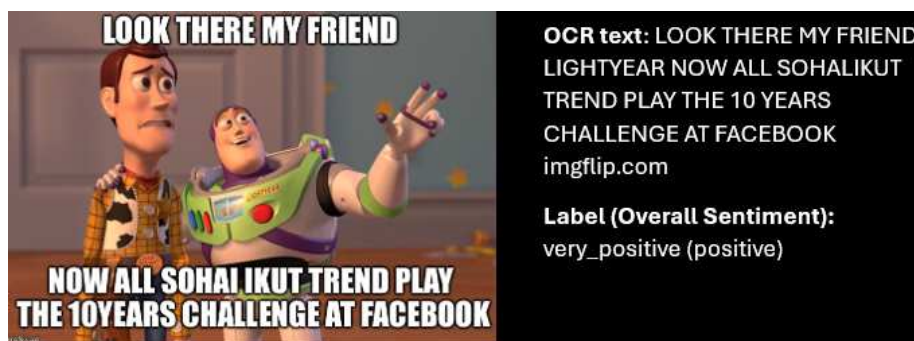 LOOK THERE MY FRIEND
NOW ALL SOHALIKUT TREND PLAY
THE 10YEARS CHALLENGE AT FACEBOOK
OCR text: LOOK THERE MY FRIEND
LIGHTYEAR NOW ALL SOHALIKUT
TREND PLAY THE 10 YEARS
CHALLENGE AT FACEBOOK
imgflip.com
Label (Overall Sentiment):
very_positive (positive)